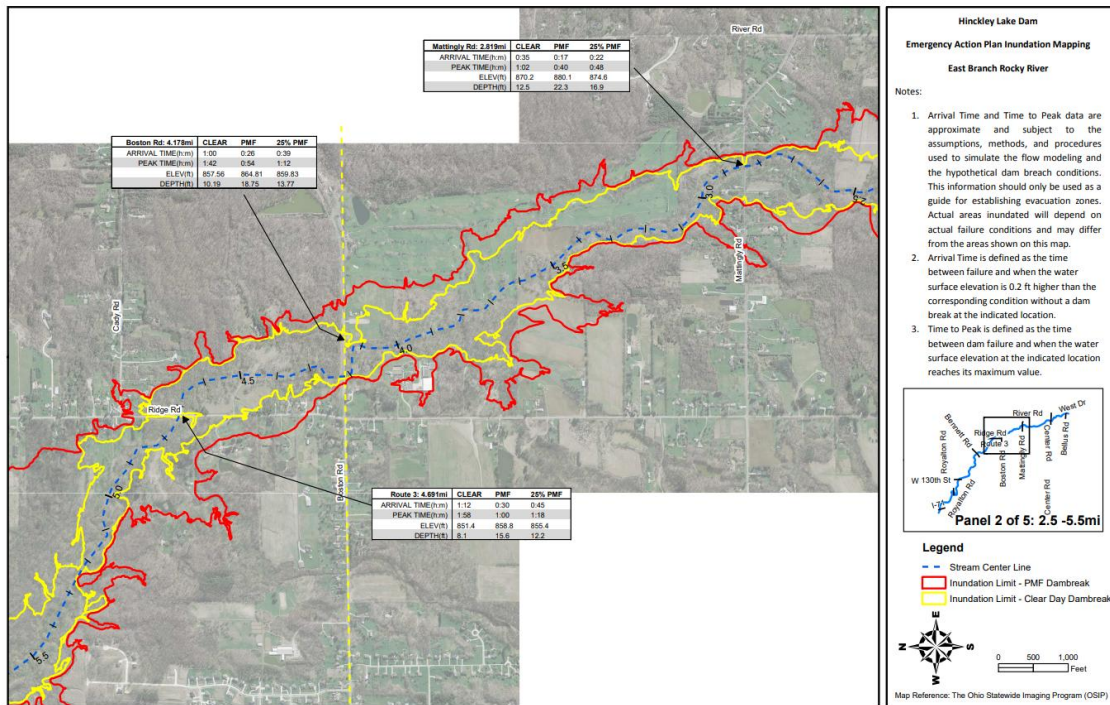 River Rd
Mattingly Rd: 2.819mi CLEAR PMF 25% PMF
ARRIVAL TIME(h:m) 0:35 0:17 0:22
PEAK TIME(h:m) 1:02 0:40 0:48
ELEV(ft) 870.2 880.1 874.6
DEPTH(ft) 12.5 22.3 16.9
Boston Rd: 4.178mi CLEAR PMF 25% PMF
ARRIVAL TIME(h:m) 1:00 0:26 0:39
PEAK TIME(h:m) 1:42 0:54 1:12
ELEV(ft) 857.56 864.81 859.83
DEPTH(ft) 10.19 18.75 13.77
3.0
Mattingly Rd
3.5
Cady Rd
4.0
4.5
Ridge Rd
Boston Rd
5.0
Route 3: 4.691mi CLEAR PMF 25% PMF
ARRIVAL TIME(h:m) 1:12 0:30 0:45
PEAK TIME(h:m) 1:58 1:00 1:18
ELEV(ft) 851.4 858.8 855.4
DEPTH(ft) 8.1 15.6 12.2
5.5
Hinckley Lake Dam
Emergency Action Plan Inundation Mapping
East Branch Rocky River
Notes:
1. Arrival Time and Time to Peak data are
approximate and subject to the
assumptions, methods, and procedures
used to simulate the flow modeling and
the hypothetical dam breach conditions.
This information should only be used as a
guide for establishing evacuation zones.
Actual areas inundated will depend on
actual failure conditions and may differ
from the areas shown on this map.
2. Arrival Time is defined as the time
between failure and when the water
surface elevation is 0.2 ft higher than the
corresponding condition without a dam
break at the indicated location.
3. Time to Peak is defined as the time
between dam failure and when the water
surface elevation at the indicated location
reaches its maximum value.
West Dr
River Rd
Bennett Rd
Ridge Rd
Route 3
Royalton Rd
Boston Rd
Mattingly Rd
Center Rd
Bellus Rd
W 130th St
I-71
Royalton Rd
Center Rd
Panel 2 of 5: 2.5 -5.5mi
Legend
Stream Center Line
Inundation Limit - PMF Dambreak
Inundation Limit - Clear Day Dambreak
E
N S
W
0 500 1,000
Feet
Map Reference: The Ohio Statewide Imaging Program (OSIP)